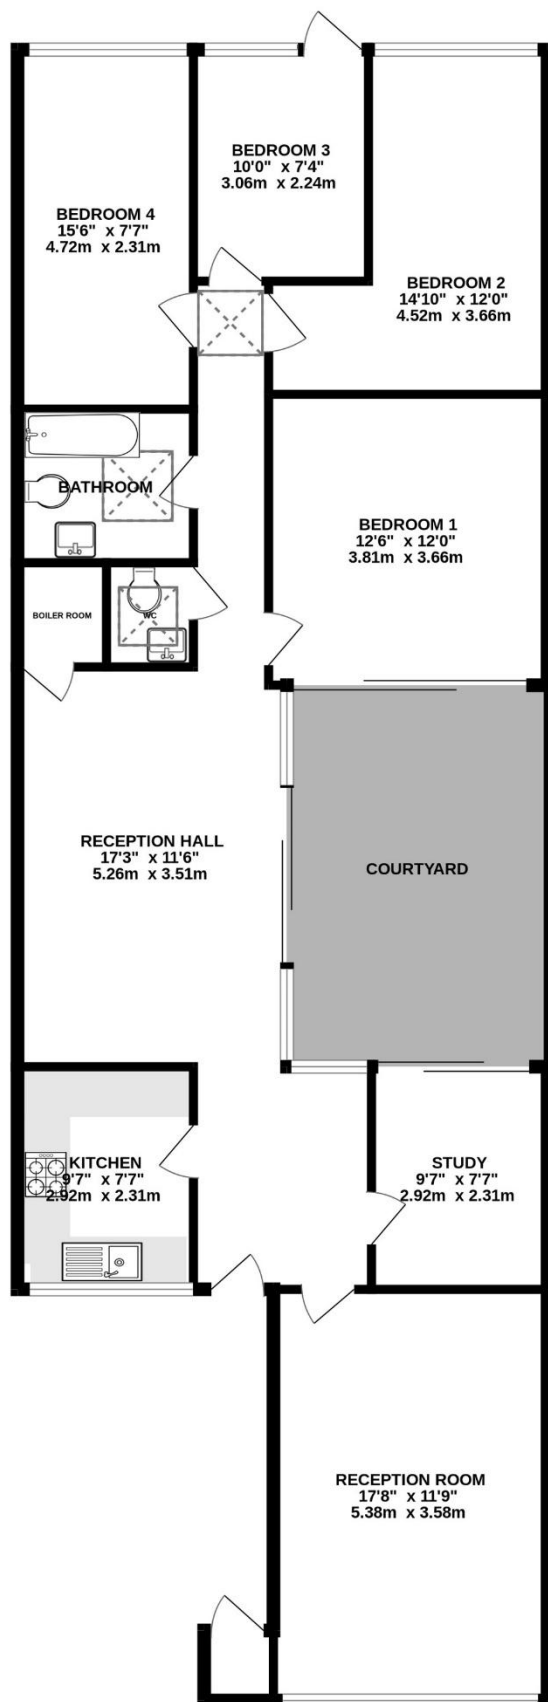 BEDROOM 3
10'0" x 7'4"
3.06m x 2.24m
BEDROOM 4
15'6" x 7'7"
4.72m x 2.31m
BEDROOM 2
14'10" x 12'0"
4.52m x 3.66m
BATHROOM
BEDROOM 1
12'6" x 12'0"
3.81m x 3.66m
BOILER ROOM
WC
RECEPTION HALL
17'3" x 11'6"
5.26m x 3.51m
COURTYARD
KITCHEN
9'7" x 7'7"
2.92m x 2.31m
STUDY
9'7" x 7'7"
2.92m x 2.31m
RECEPTION ROOM
17'8" x 11'9"
5.38m x 3.58m